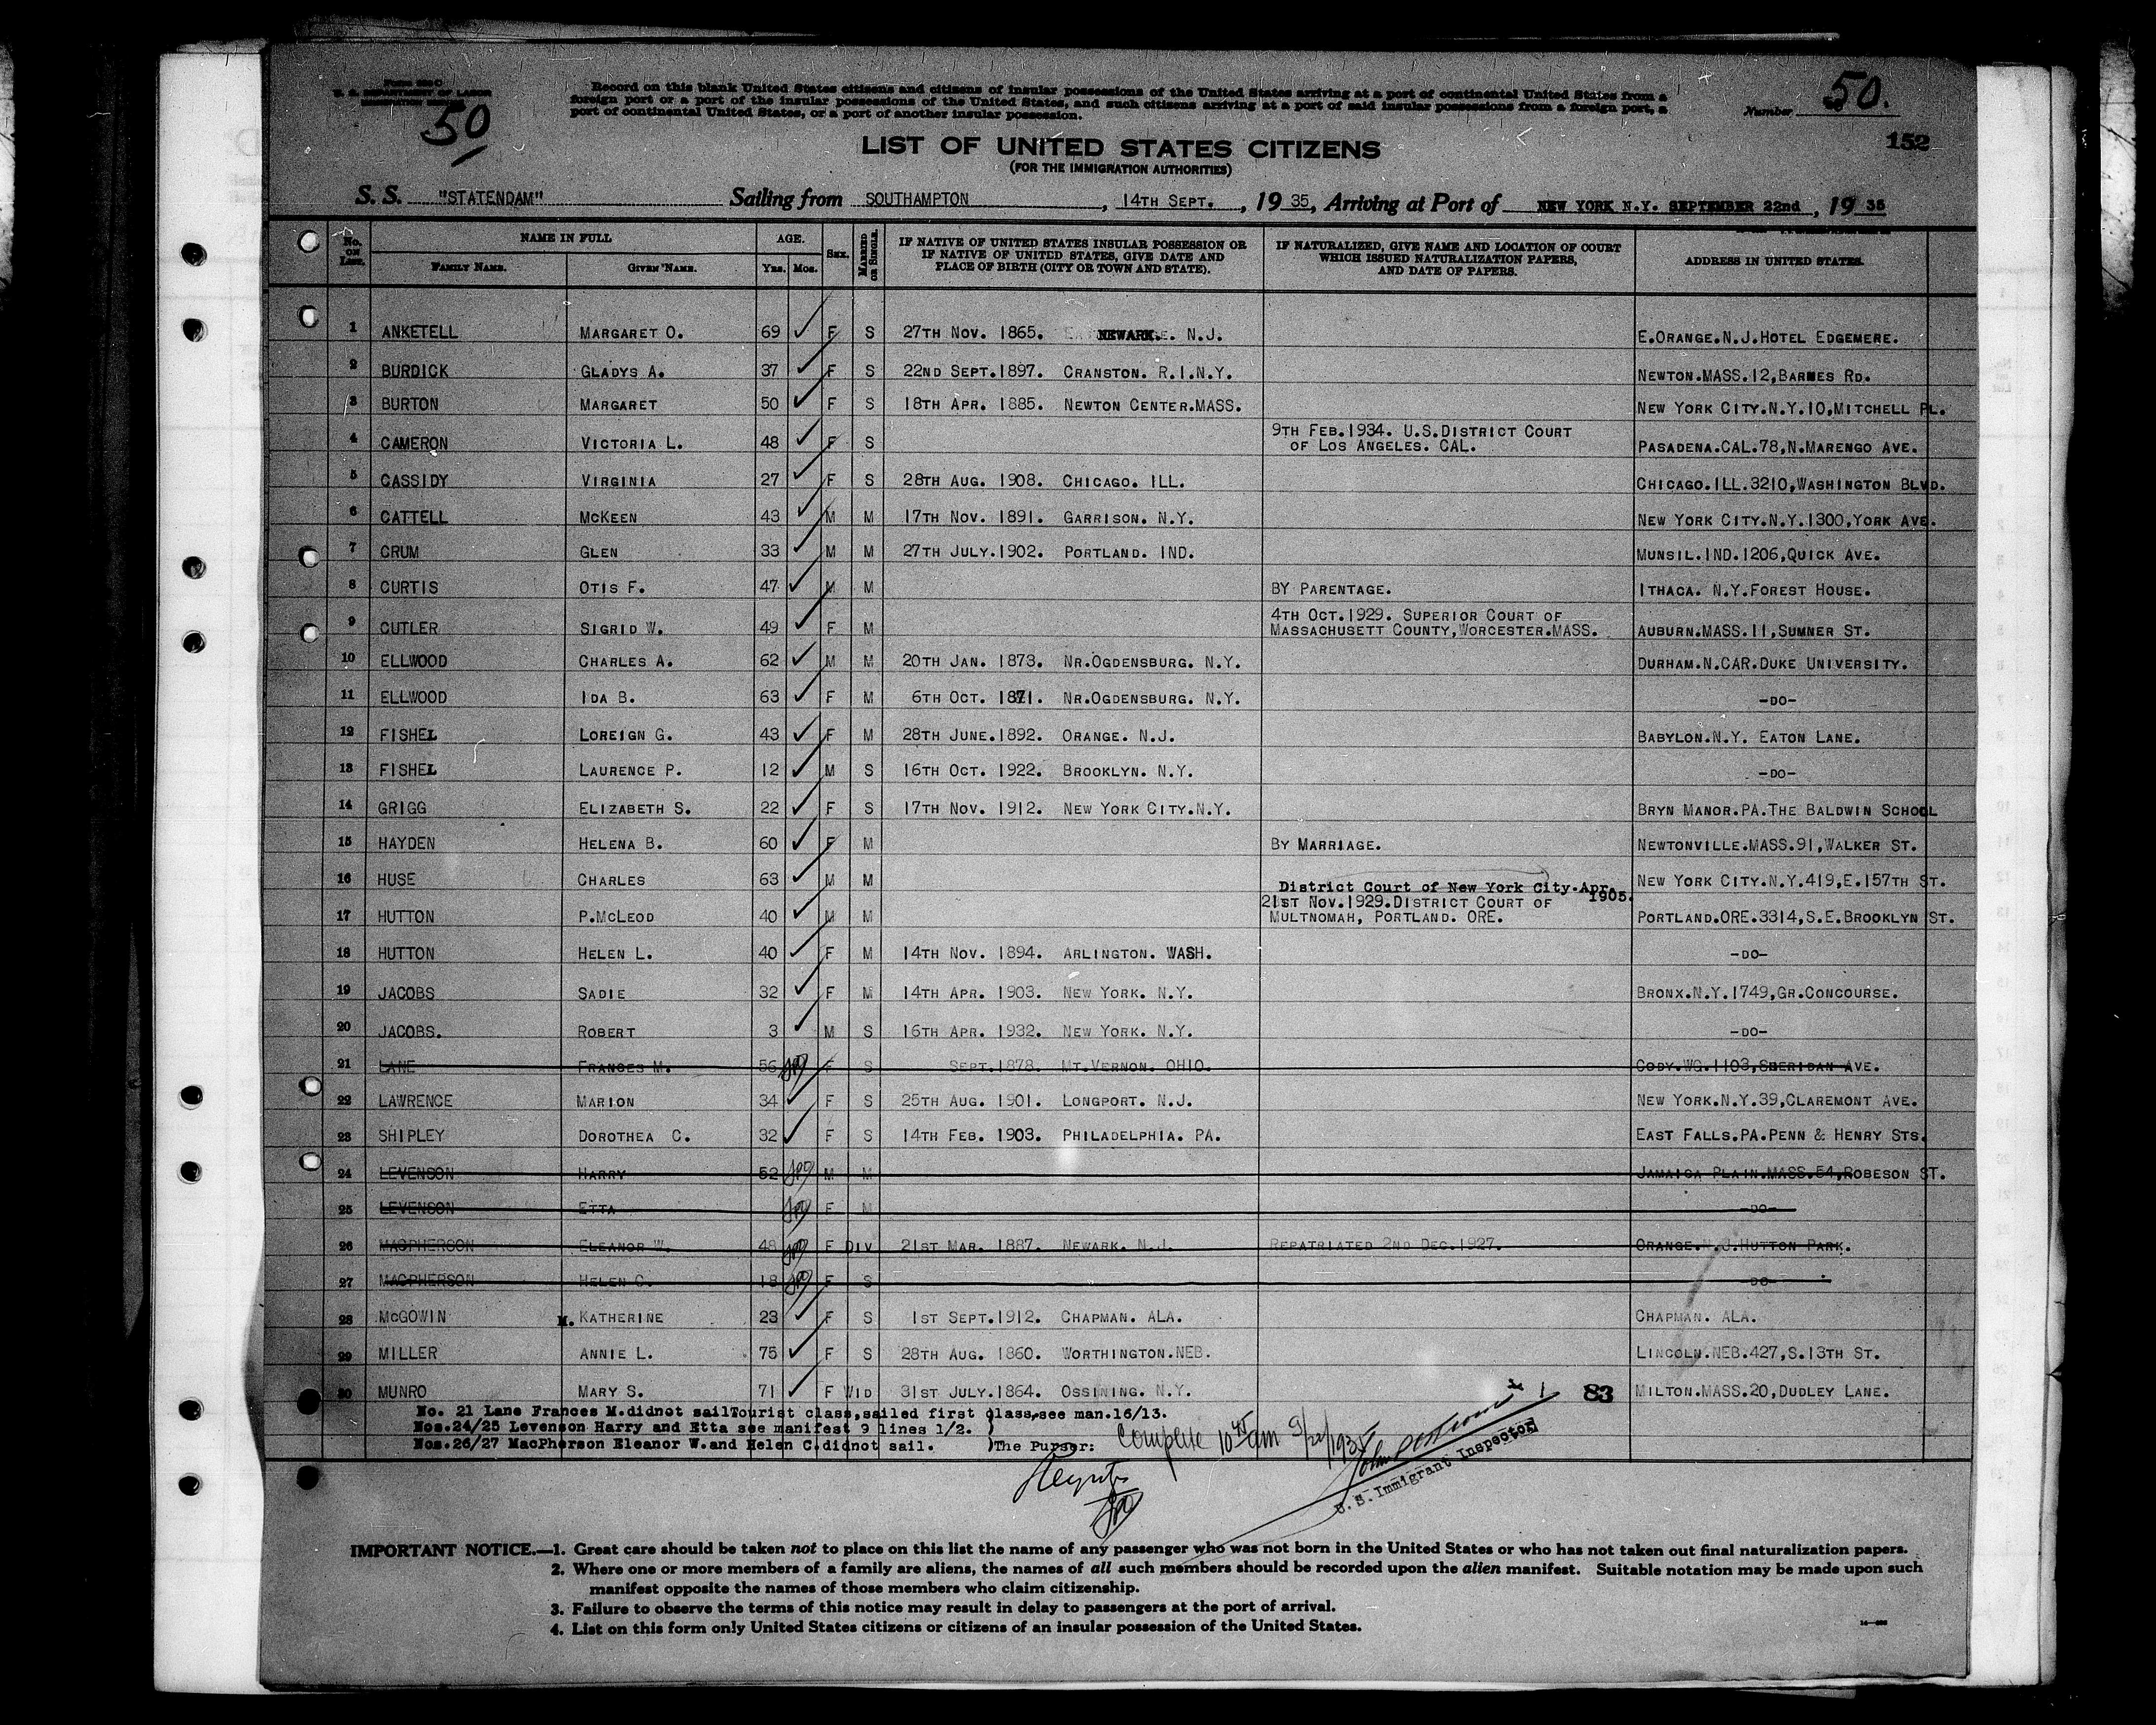 50
Record on this blank United States citizens and citizens of insular possessions of the United States arriving at a port of continental United States from a
foreign port or a port of the insular possessions of the United States, and such citizens arriving at a port of said insular possessions from a foreign port, a
port of continental United States, or a port of another insular possession.
Number 50.
152
LIST OF UNITED STATES CITIZENS
(FOR THE IMMIGRATION AUTHORITIES)
S. S. "STATENDAM" Sailing from SOUTHAMPTON, 14TH SEPT., 19 35, Arriving at Port of NEW YORK N.Y. SEPTEMBER 22nd, 19 35
No. ON LIST. NAME IN FULL FAMILY NAME. GIVEN NAME. AGE. YRS. MOS. SEX. MARRIED OR SINGLE. IF NATIVE OF UNITED STATES INSULAR POSSESSION OR IF NATIVE OF UNITED STATES, GIVE DATE AND PLACE OF BIRTH (CITY OR TOWN AND STATE). IF NATURALIZED, GIVE NAME AND LOCATION OF COURT WHICH ISSUED NATURALIZATION PAPERS, AND DATE OF PAPERS. ADDRESS IN UNITED STATES.
1 ANKETELL MARGARET O. 69 F S 27TH NOV. 1865. NEWARK. N.J. E.ORANGE.N.J.HOTEL EDGEMERE.
2 BURDICK GLADYS A. 37 F S 22ND SEPT.1897. CRANSTON. R.I.N.Y. NEWTON.MASS.12,BARNES RD.
3 BURTON MARGARET 50 F S 18TH APR. 1885. NEWTON CENTER.MASS. NEW YORK CITY.N.Y.10,MITCHELL PL.
4 CAMERON VICTORIA L. 48 F S 9TH FEB.1934. U.S.DISTRICT COURT OF LOS ANGELES. CAL. PASADENA.CAL.78,N.MARENGO AVE.
5 CASSIDY VIRGINIA 27 F S 28TH AUG. 1908. CHICAGO. ILL. CHICAGO.ILL.3210,WASHINGTON BLVD.
6 CATTELL MCKEEN 43 M M 17TH NOV. 1891. GARRISON. N.Y. NEW YORK CITY.N.Y.1300,YORK AVE.
7 CRUM GLEN 33 M M 27TH JULY.1902. PORTLAND. IND. MUNSIL.IND.1206,QUICK AVE.
8 CURTIS OTIS F. 47 M M BY PARENTAGE. ITHACA. N.Y.FOREST HOUSE.
9 CUTLER SIGRID W. 49 F M 4TH OCT.1929. SUPERIOR COURT OF MASSACHUSETT COUNTY,WORCESTER.MASS. AUBURN.MASS.11,SUMNER ST.
10 ELLWOOD CHARLES A. 62 M M 20TH JAN. 1873. NR.OGDENSBURG. N.Y. DURHAM.N.CAR.DUKE UNIVERSITY.
11 ELLWOOD IDA B. 63 F M 6TH OCT. 1871. NR.OGDENSBURG. N.Y. -DO-
12 FISHEL LOREIGN G. 43 F M 28TH JUNE.1892. ORANGE. N.J. BABYLON.N.Y. EATON LANE.
13 FISHEL LAURENCE P. 12 M S 16TH OCT. 1922. BROOKLYN. N.Y. -DO-
14 GRIGG ELIZABETH S. 22 F S 17TH NOV. 1912. NEW YORK CITY.N.Y. BRYN MANOR.PA.THE BALDWIN SCHOOL
15 HAYDEN HELENA B. 60 F M BY MARRIAGE. NEWTONVILLE.MASS.91,WALKER ST.
16 HUSE CHARLES 63 M M District Court of New York City.Apr. 1905. NEW YORK CITY.N.Y.419,E.157TH ST.
17 HUTTON P.MCLEOD 40 M M 21ST NOV.1929.DISTRICT COURT OF MULTNOMAH, PORTLAND. ORE. PORTLAND.ORE.3314,S.E.BROOKLYN ST.
18 HUTTON HELEN L. 40 F M 14TH NOV. 1894. ARLINGTON. WASH. -DO-
19 JACOBS SADIE 32 F M 14TH APR. 1903. NEW YORK. N.Y. BRONX.N.Y.1749,GR.CONCOURSE.
20 JACOBS. ROBERT 3 M S 16TH APR. 1932. NEW YORK. N.Y. -DO-
21 LANE FRANCES M. 56 F S SEPT.1878. MT.VERNON. OHIO. CODY.WG.1103,SHERIDAN AVE.
22 LAWRENCE MARION 34 F S 25TH AUG. 1901. LONGPORT. N.J. NEW YORK.N.Y.39,CLAREMONT AVE.
23 SHIPLEY DOROTHEA C. 32 F S 14TH FEB. 1903. PHILADELPHIA. PA. EAST FALLS.PA.PENN & HENRY STS.
24 LEVENSON HARRY 52 M M JAMAICA PLAIN.MASS.54,ROBESON ST.
25 LEVENSON ETTA F M -DO-
26 MACPHERSON ELEANOR W. 48 F DIV 21ST MAR. 1887. NEWARK. N.J. REPATRIATED 2ND DEC.1927. ORANGE.N.J.HUTTON PARK.
27 MACPHERSON HELEN C. 18 F S -DO-
28 MCGOWIN M. KATHERINE 23 F S 1ST SEPT.1912. CHAPMAN. ALA. CHAPMAN. ALA.
29 MILLER ANNIE L. 75 F S 28TH AUG. 1860. WORTHINGTON.NEB. LINCOLN.NEB.427,S.13TH ST.
30 MUNRO MARY S. 71 F WID 31ST JULY.1864. OSSINING. N.Y. 83 MILTON.MASS.20,DUDLEY LANE.
No. 21 Lane Frances M.didnot sailTourist class,sailed first class,see man.16/13.
Nos.24/25 Levenson Harry and Etta see manifest 9 lines 1/2. )
Nos.26/27 MacPherson Eleanor W.and Helen C.didnot sail. )The Purser: Complete 10 45 am 9/22/1935
U. S. Immigrant Inspector
IMPORTANT NOTICE.—1. Great care should be taken not to place on this list the name of any passenger who was not born in the United States or who has not taken out final naturalization papers.
2. Where one or more members of a family are aliens, the names of all such members should be recorded upon the alien manifest. Suitable notation may be made upon such
manifest opposite the names of those members who claim citizenship.
3. Failure to observe the terms of this notice may result in delay to passengers at the port of arrival.
4. List on this form only United States citizens or citizens of an insular possession of the United States.